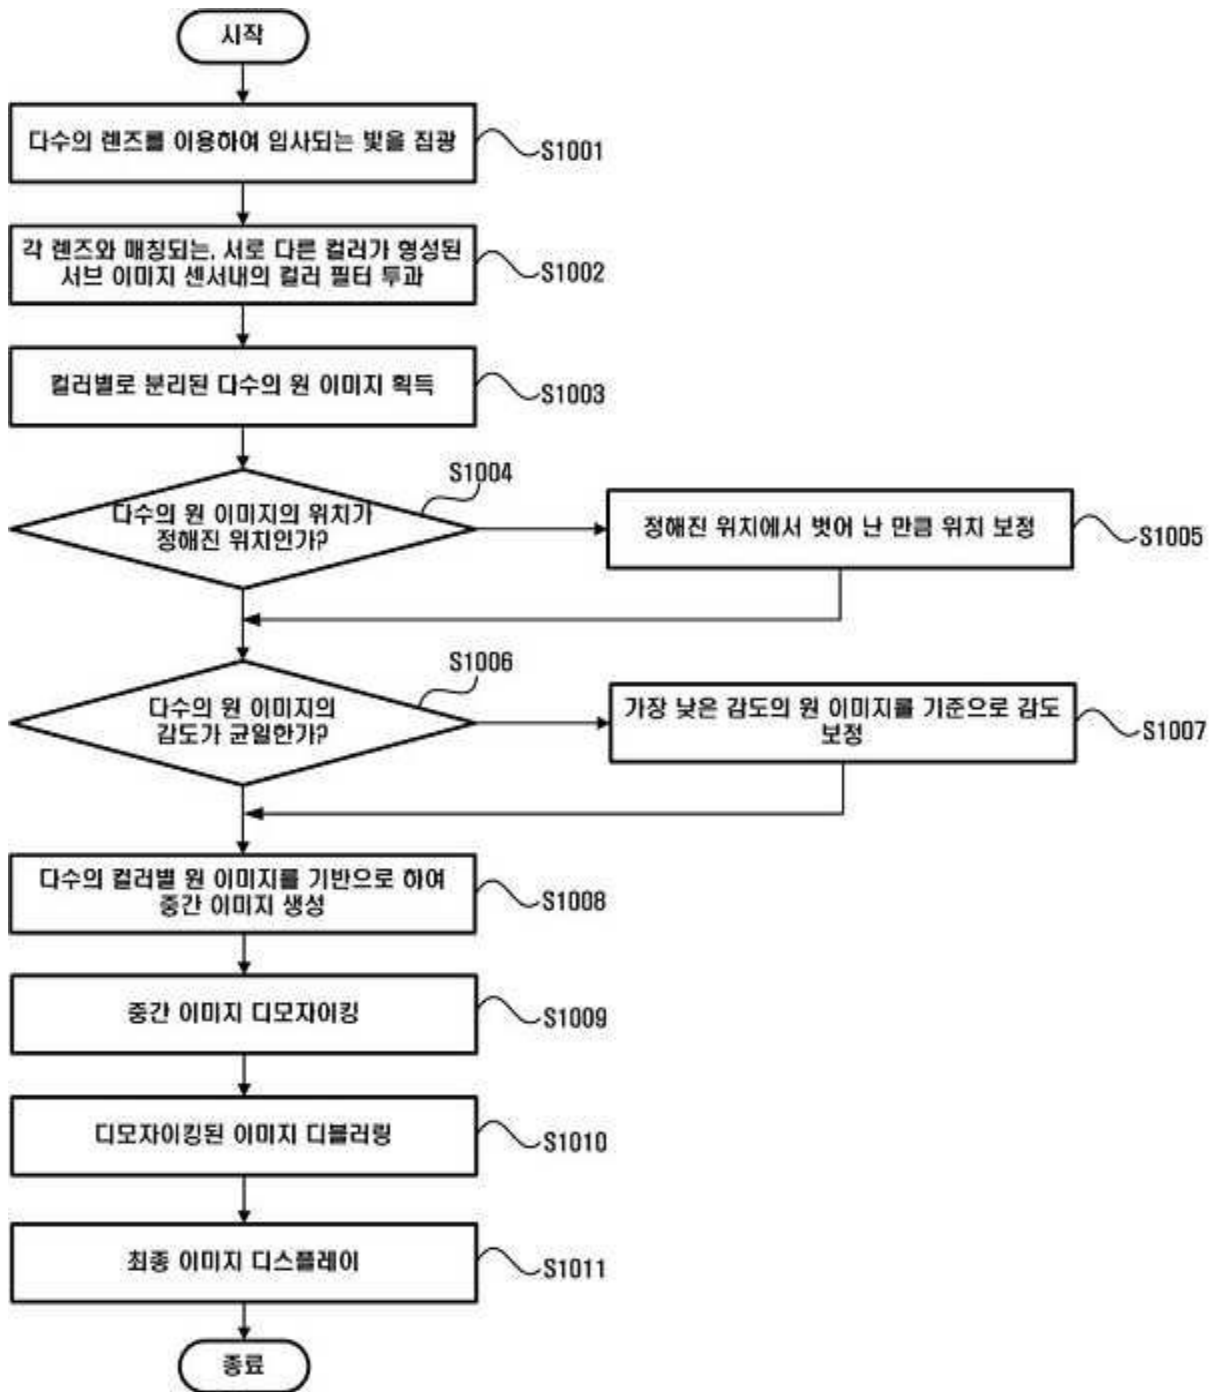 시작
다수의 렌즈를 이용하여 입사되는 빛을 집광
S1001
각 렌즈와 매칭되는, 서로 다른 컬러가 형성된
서브 이미지 센서내의 컬러 필터 투과
S1002
컬러별로 분리된 다수의 원 이미지 획득
S1003
S1004
다수의 원 이미지의 위치가
정해진 위치인가?
정해진 위치에서 벗어 난 만큼 위치 보정
S1005
S1006
다수의 원 이미지의
감도가 균일한가?
가장 낮은 감도의 원 이미지를 기준으로 감도
보정
S1007
다수의 컬러별 원 이미지를 기반으로 하여
중간 이미지 생성
S1008
중간 이미지 디모자이킹
S1009
디모자이킹된 이미지 디블러링
S1010
최종 이미지 디스플레이
S1011
종료